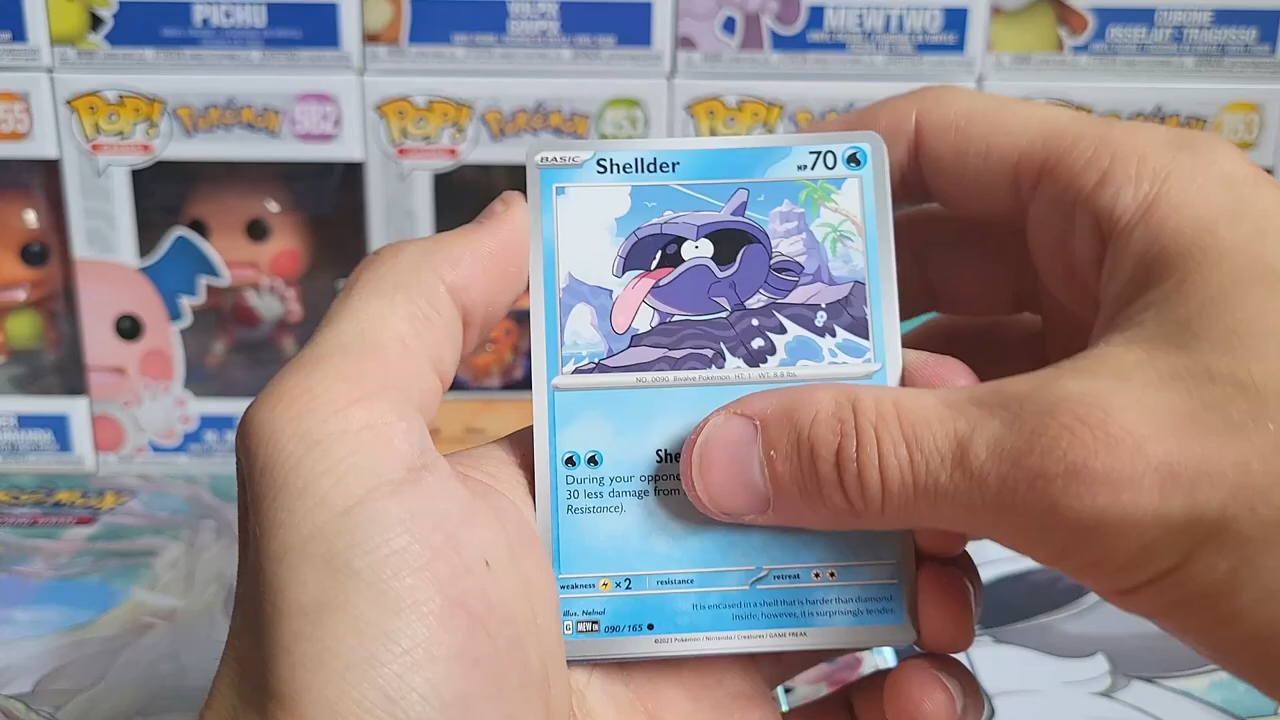 PICHU
MEWTWO
OSSELAIT · TRAGOSSO
POP! Pokémon 982
POP! Pokémon 453
POP!
BASIC Shellder HP 70
NO. 0090 Bivalve Pokémon HT: 1' WT: 8.8 lbs.
She
During your oppone
30 less damage from
Resistance).
weakness ×2 resistance retreat
Illus. Nelnal
It is encased in a shell that is harder than diamond.
Inside, however, it is surprisingly tender.
G MEW EN 090/165
©2023 Pokémon / Nintendo / Creatures / GAME FREAK